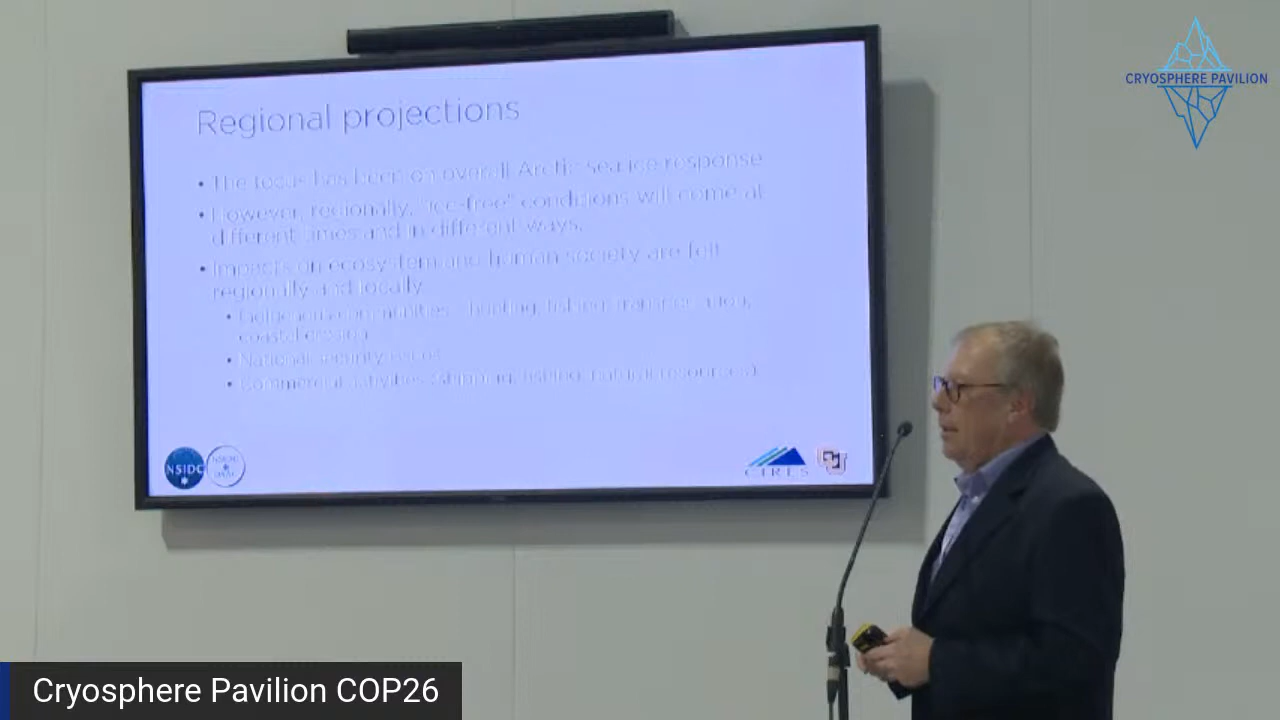 CRYOSPHERE PAVILION
Regional projections
• The focus has been on overall Arctic sea ice response
• However, regionally, "ice-free" conditions will come at
different times and in different ways.
• Impacts on ecosystem and human society are felt
regionally and locally
• Indigenous communities – hunting, fishing, transportation,
coastal erosion
• National security issues
• Commercial activities (shipping, fishing, natural resources)
NSIDC
CIRES
CU
Cryosphere Pavilion COP26